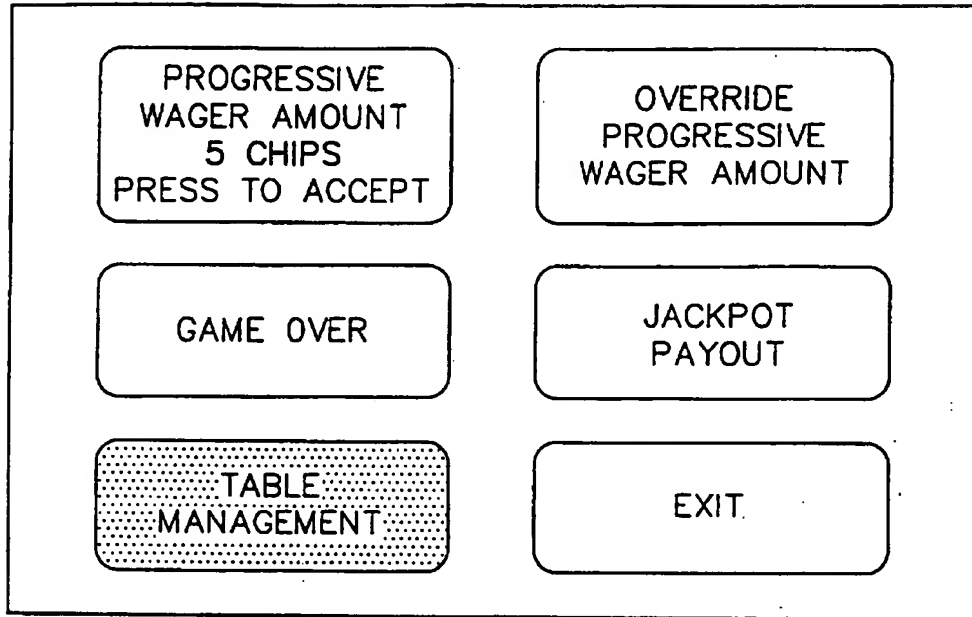 PROGRESSIVE
WAGER AMOUNT
5 CHIPS
PRESS TO ACCEPT
OVERRIDE
PROGRESSIVE
WAGER AMOUNT
GAME OVER
JACKPOT
PAYOUT
TABLE
MANAGEMENT
EXIT